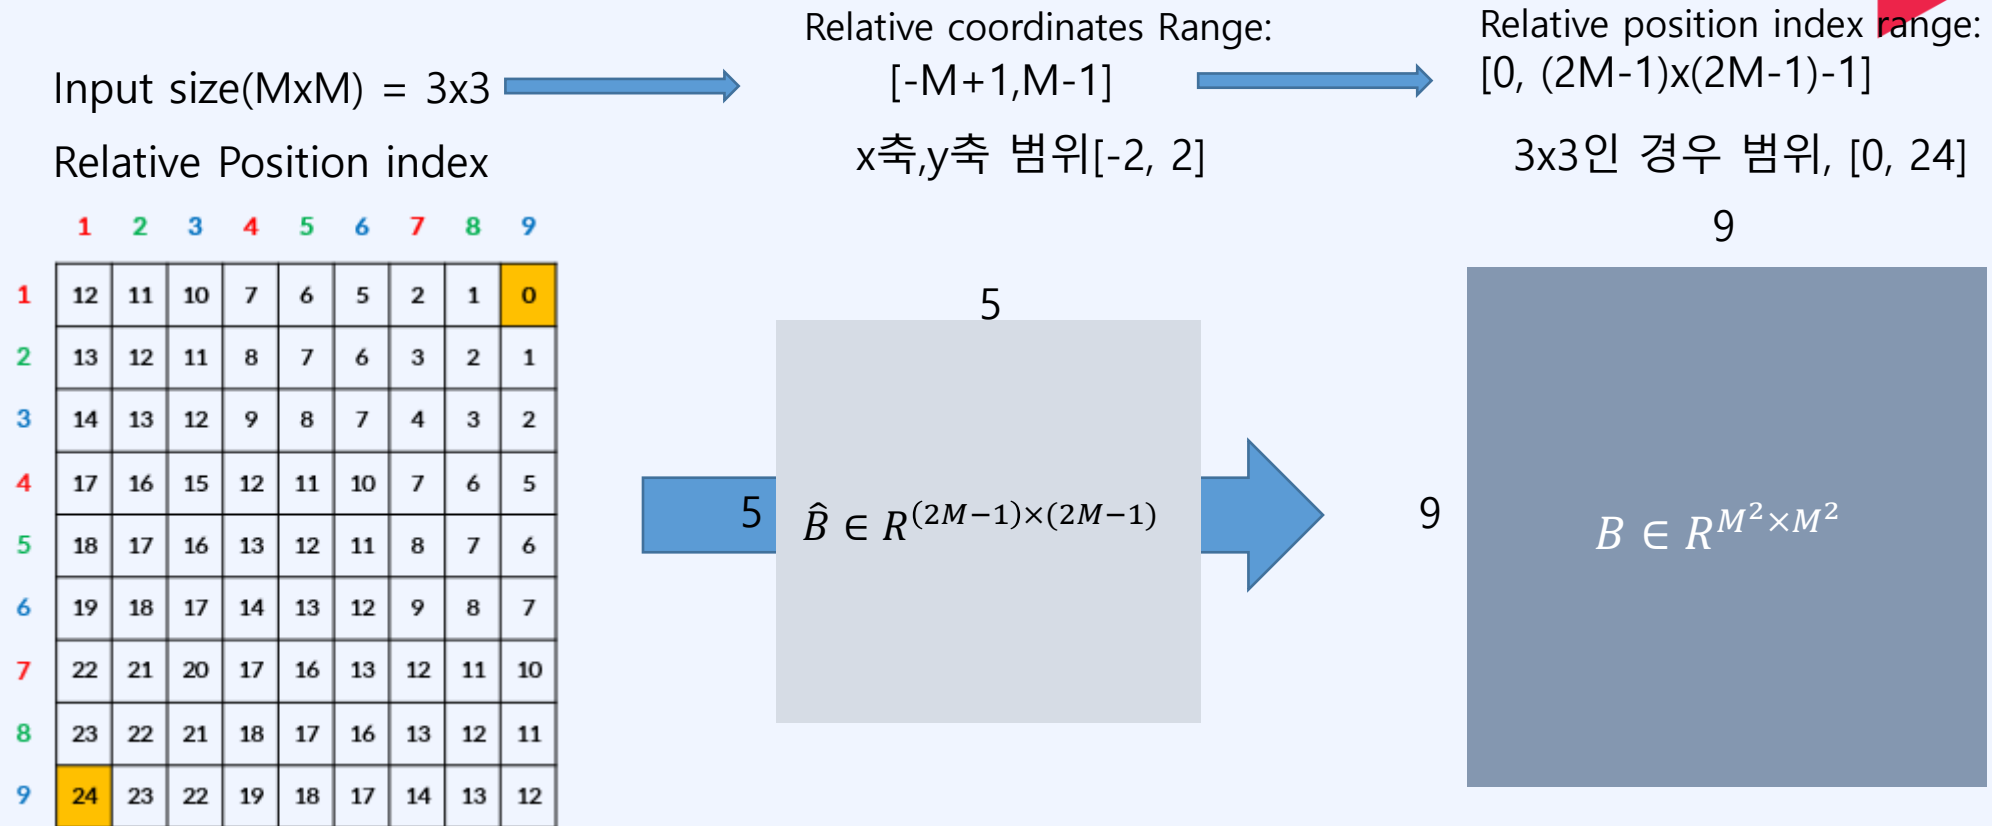 Input size(MxM) = 3x3
Relative Position index
Relative coordinates Range:
[-M+1,M-1]
x축,y축 범위[-2, 2]
Relative position index range:
[0, (2M-1)x(2M-1)-1]
3x3인 경우 범위, [0, 24]
1 2 3 4 5 6 7 8 9
1 12 11 10 7 6 5 2 1 0
2 13 12 11 8 7 6 3 2 1
3 14 13 12 9 8 7 4 3 2
4 17 16 15 12 11 10 7 6 5
5 18 17 16 13 12 11 8 7 6
6 19 18 17 14 13 12 9 8 7
7 22 21 20 17 16 13 12 11 10
8 23 22 21 18 17 16 13 12 11
9 24 23 22 19 18 17 14 13 12
5
5
B̂ ∈ R^{(2M−1)×(2M−1)}
9
9
B ∈ R^{M²×M²}